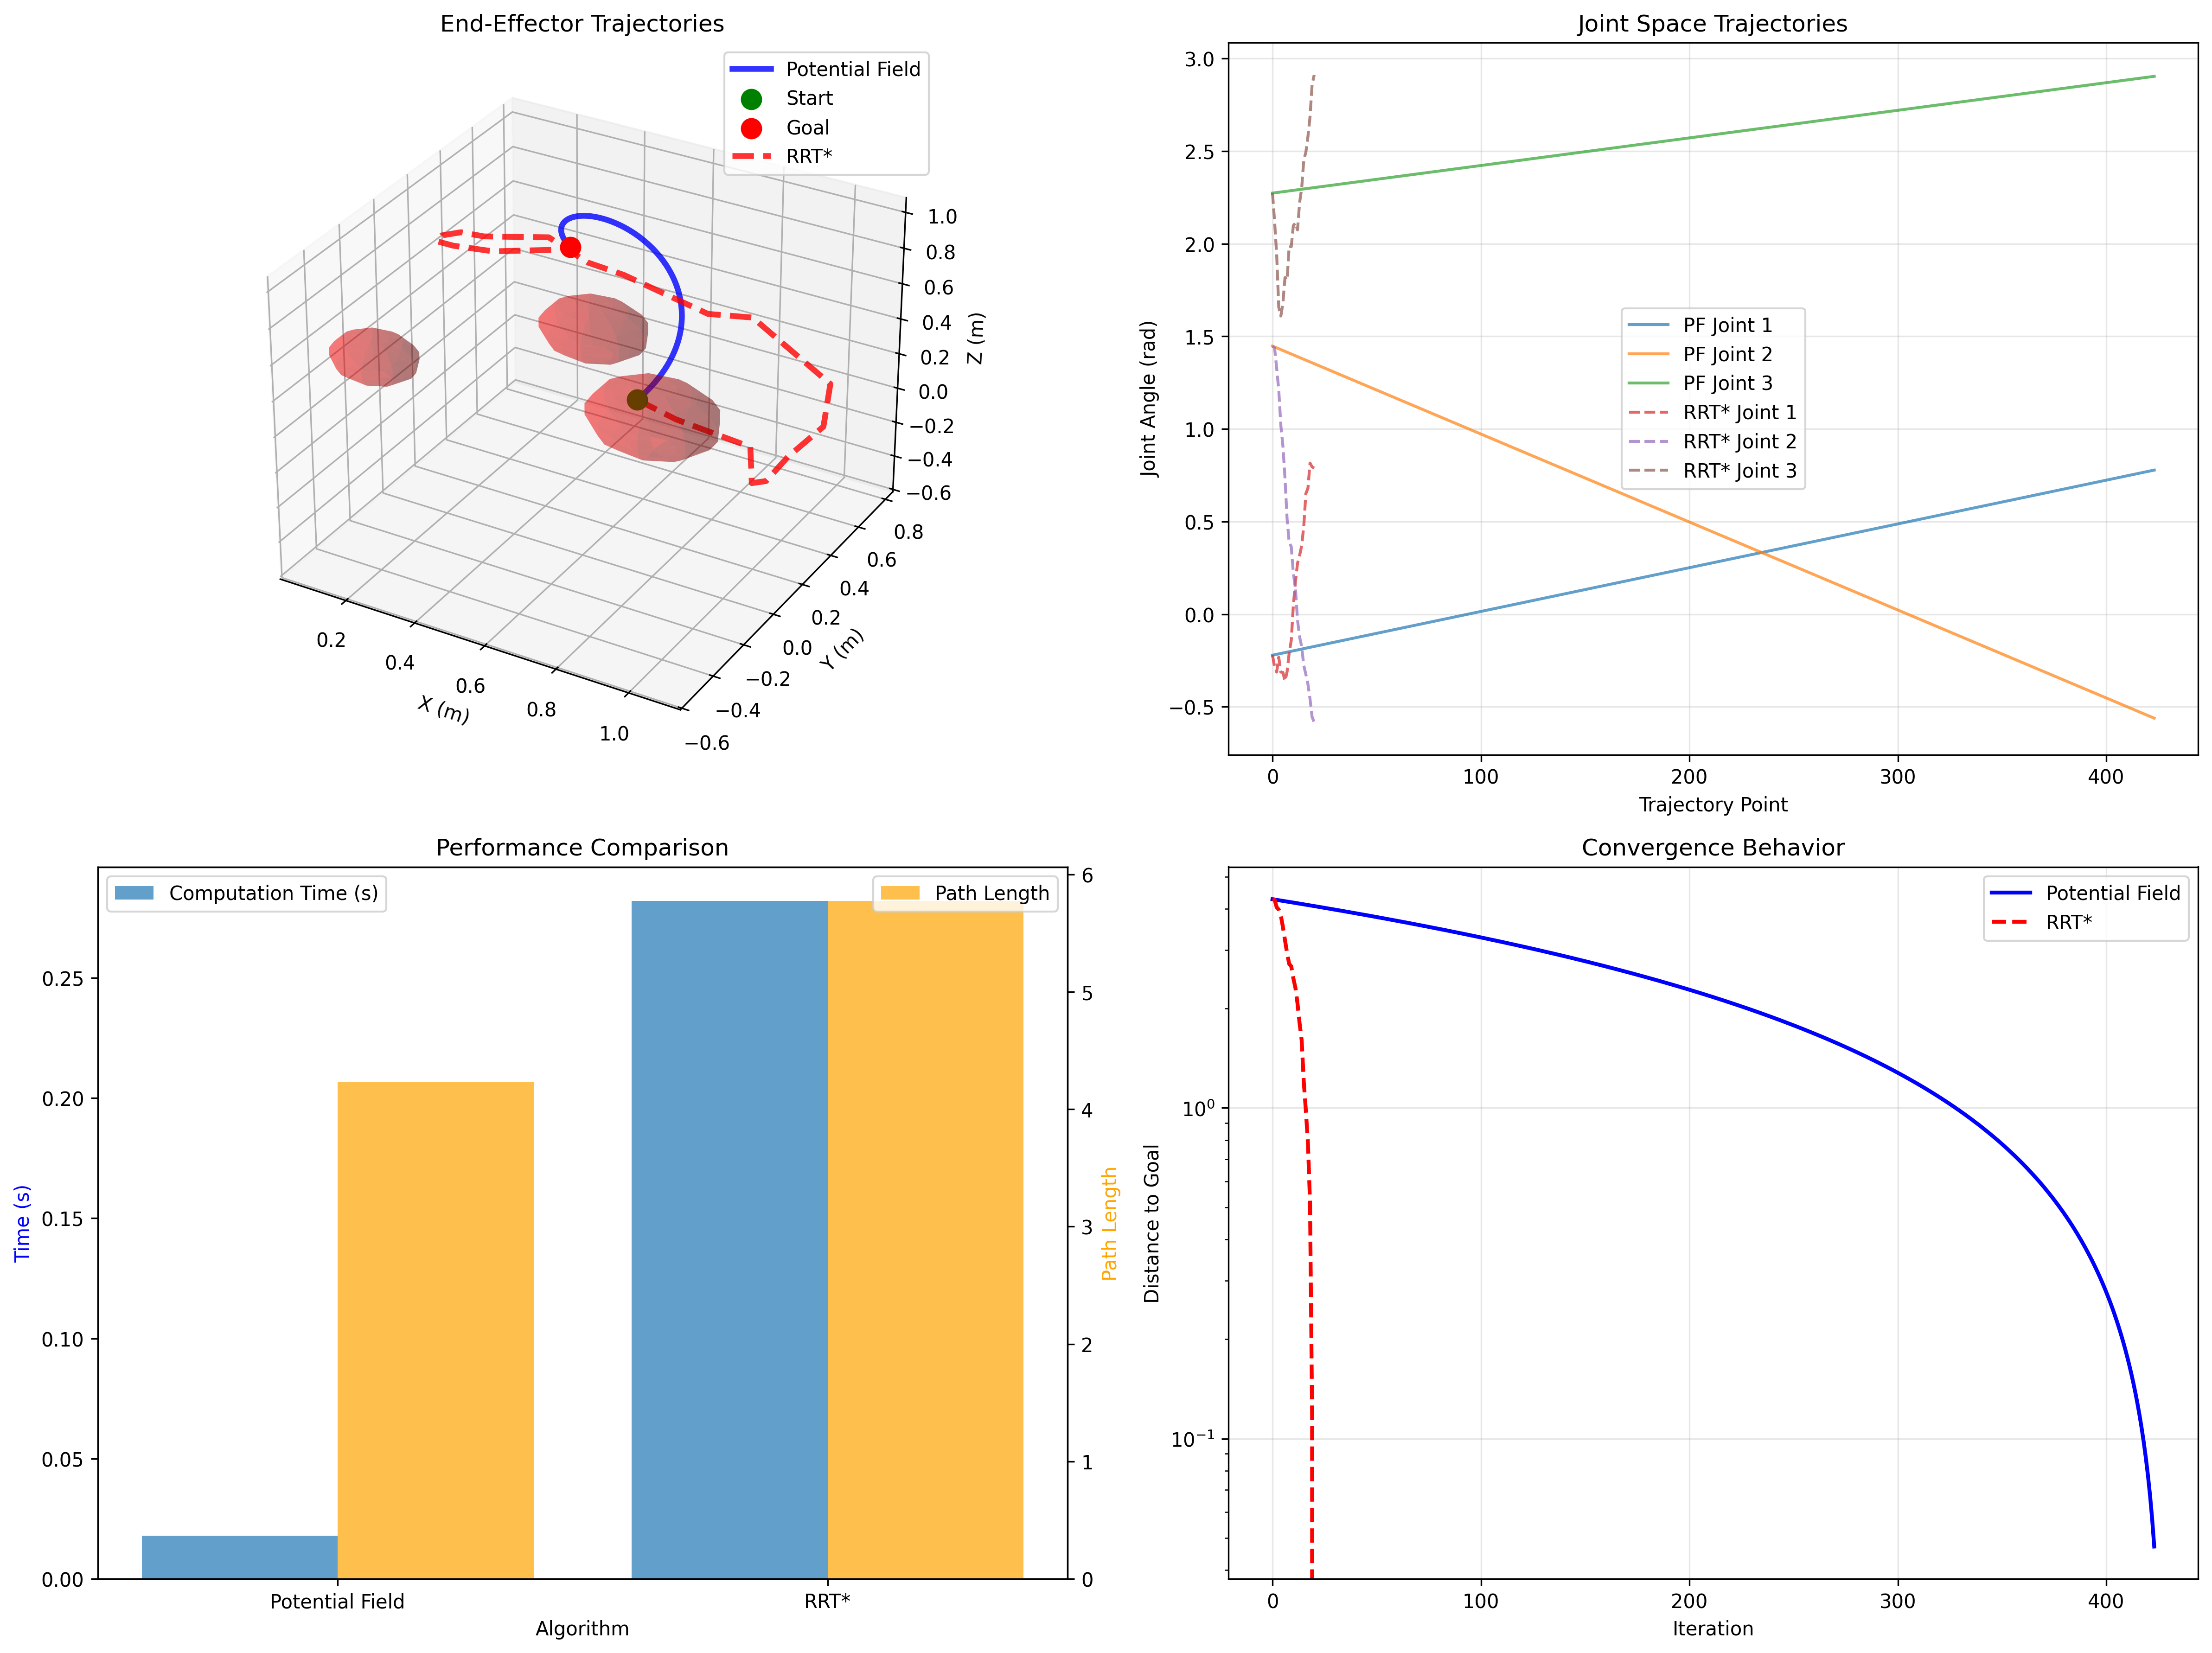 End-Effector Trajectories
Potential Field
Start
Goal
RRT*
1.0
0.8
0.6
0.4
0.2
0.0
−0.2
−0.4
−0.6
Z (m)
0.8
0.6
0.4
0.2
0.0
−0.2
−0.4
−0.6
Y (m)
0.2
0.4
0.6
0.8
1.0
X (m)
Joint Space Trajectories
3.0
2.5
2.0
1.5
1.0
0.5
0.0
−0.5
Joint Angle (rad)
PF Joint 1
PF Joint 2
PF Joint 3
RRT* Joint 1
RRT* Joint 2
RRT* Joint 3
0 100 200 300 400
Trajectory Point
Performance Comparison
Computation Time (s)
Path Length
0.25
0.20
0.15
0.10
0.05
0.00
Time (s)
6
5
4
3
2
1
0
Path Length
Potential Field RRT*
Algorithm
Convergence Behavior
Potential Field
RRT*
10⁰
10⁻¹
Distance to Goal
0 100 200 300 400
Iteration